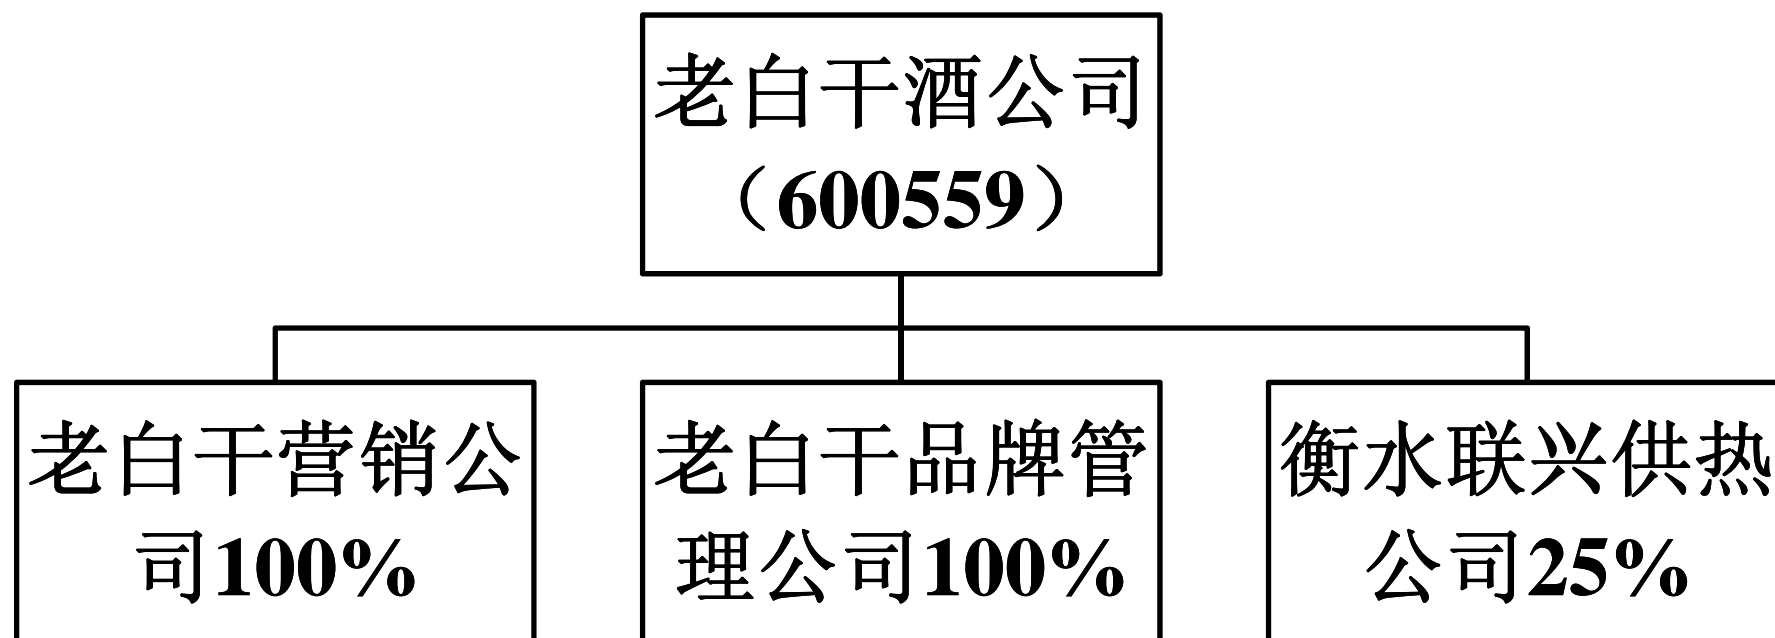 老白干酒公司
（600559）
老白干营销公
司100%
老白干品牌管
理公司100%
衡水联兴供热
公司25%